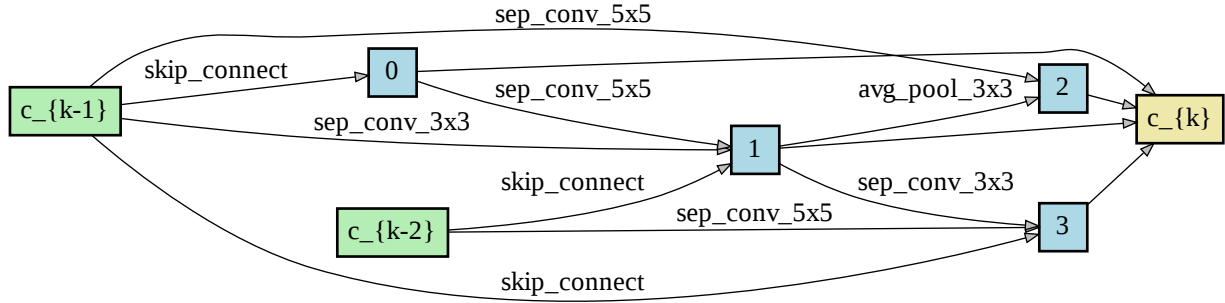 sep_conv_5x5
skip_connect
0
c_{k-1}
sep_conv_5x5
avg_pool_3x3
2
c_{k}
sep_conv_3x3
1
skip_connect
sep_conv_3x3
c_{k-2}
sep_conv_5x5
3
skip_connect